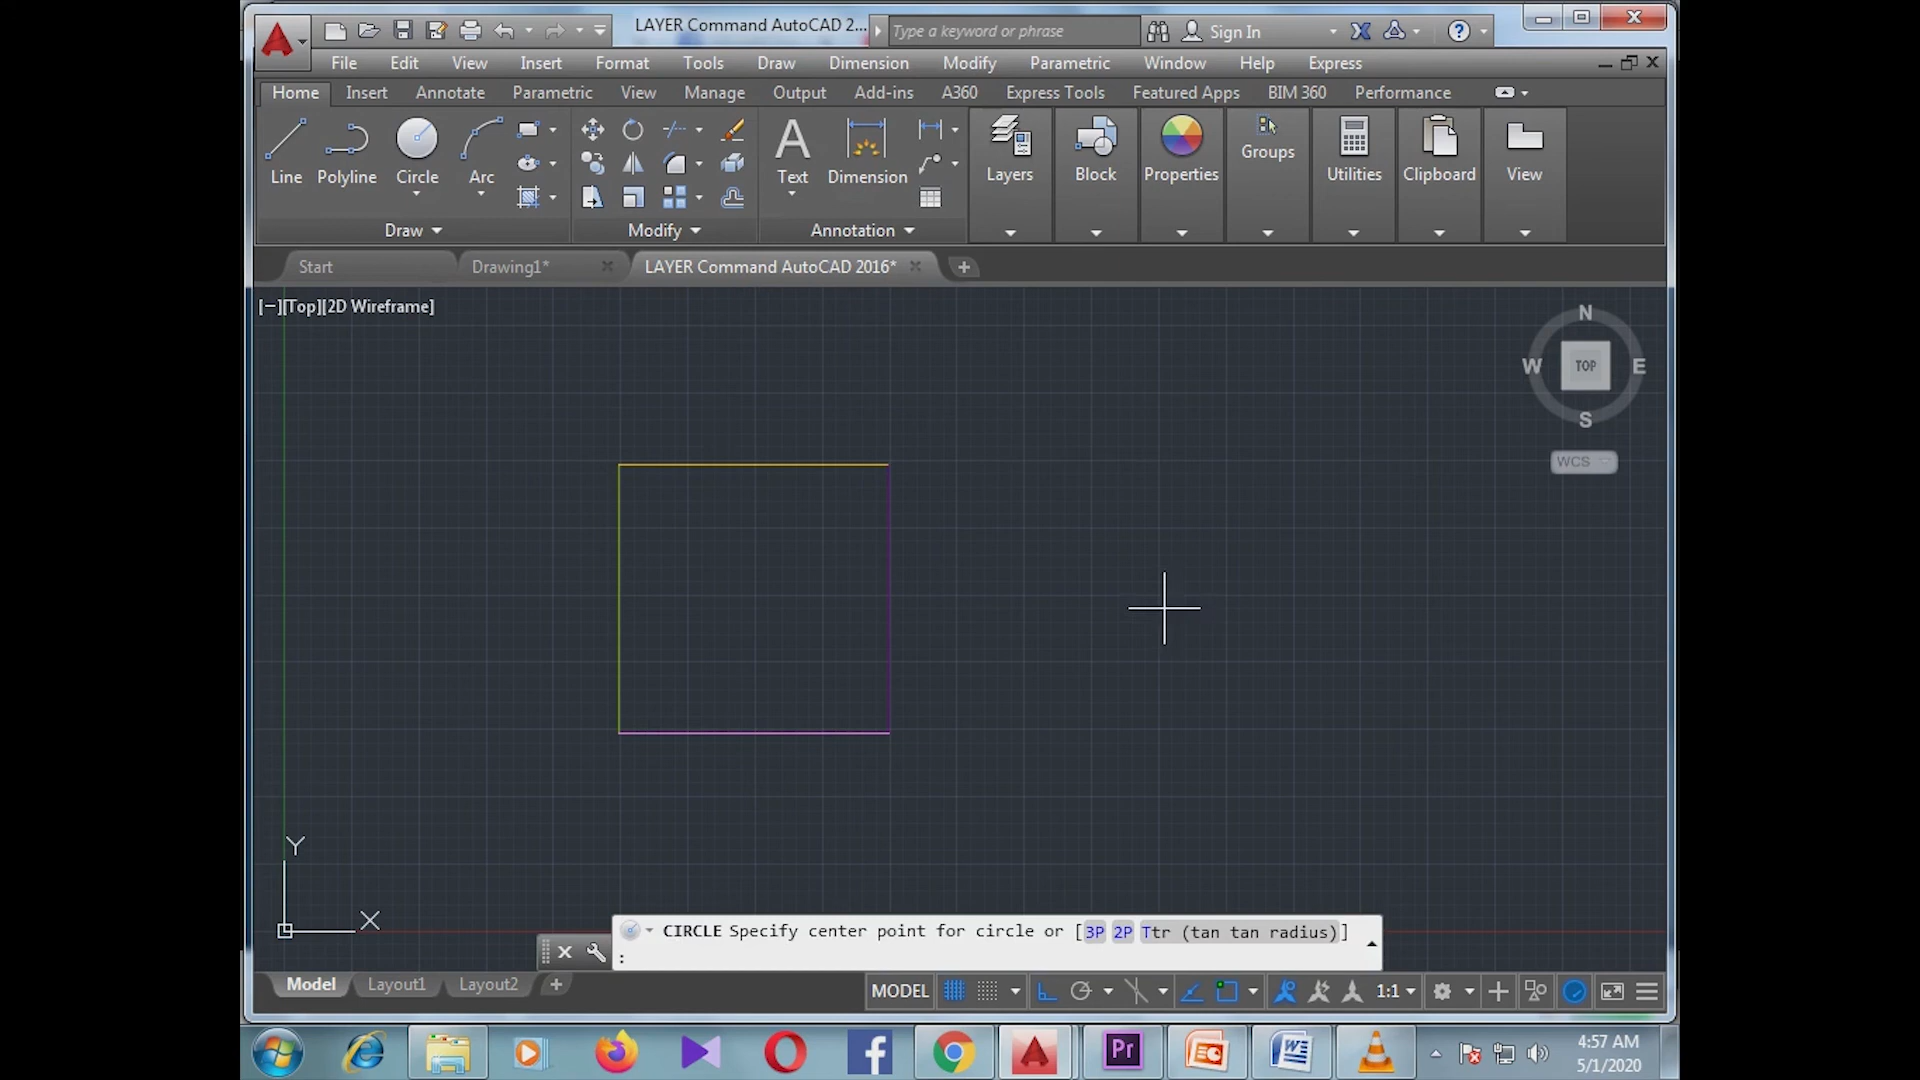 LAYER Command AutoCAD 2...
Type a keyword or phrase
Sign In
File Edit View Insert Format Tools Draw Dimension Modify Parametric Window Help Express
Home Insert Annotate Parametric View Manage Output Add-ins A360 Express Tools Featured Apps BIM 360 Performance
Line Polyline Circle Arc
A
Text Dimension Layers Block Properties Groups Utilities Clipboard View
Draw Modify Annotation
Start Drawing1* LAYER Command AutoCAD 2016*
[−][Top][2D Wireframe]
N
W TOP E
S
WCS
Y
X
CIRCLE Specify center point for circle or [3P 2P Ttr (tan tan radius)]
:
Model Layout1 Layout2
MODEL 1:1
Pr
4:57 AM
5/1/2020